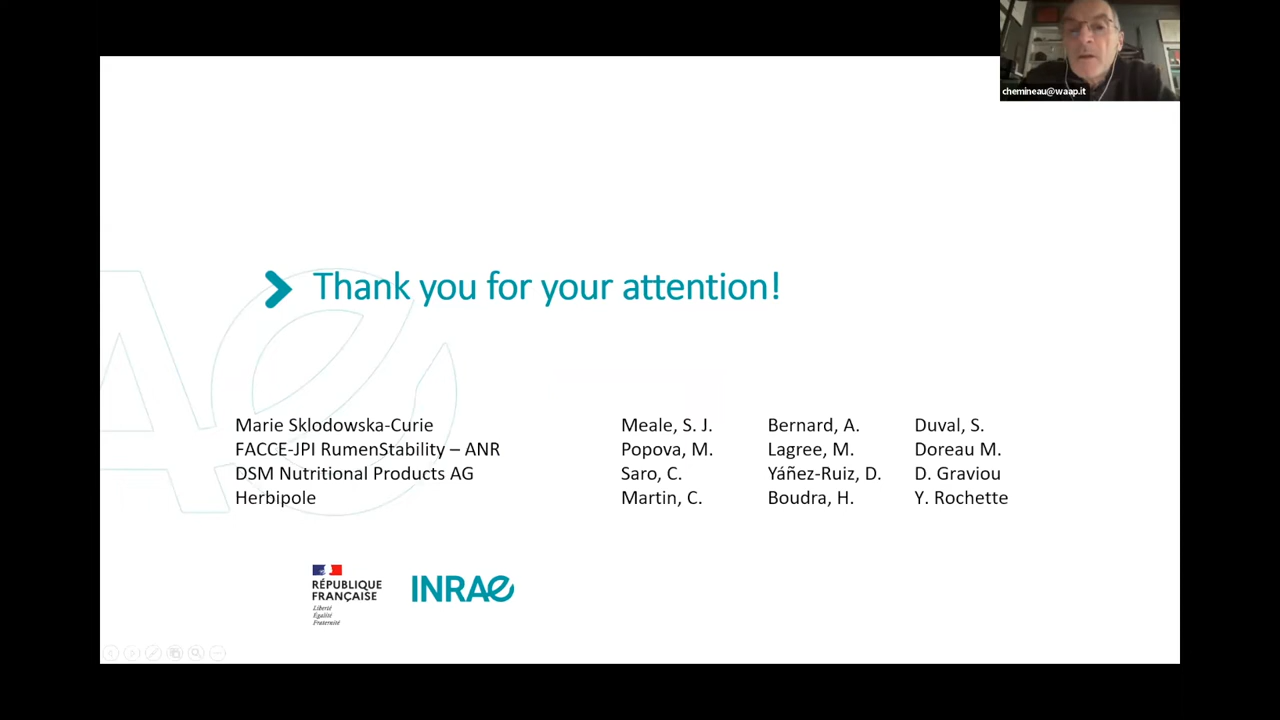 chemineau@waap.it
Thank you for your attention!
Marie Sklodowska-Curie
FACCE-JPI RumenStability – ANR
DSM Nutritional Products AG
Herbipole
Meale, S. J.
Popova, M.
Saro, C.
Martin, C.
Bernard, A.
Lagree, M.
Yáñez-Ruiz, D.
Boudra, H.
Duval, S.
Doreau M.
D. Graviou
Y. Rochette
RÉPUBLIQUE
FRANÇAISE
Liberté
Égalité
Fraternité
INRAE